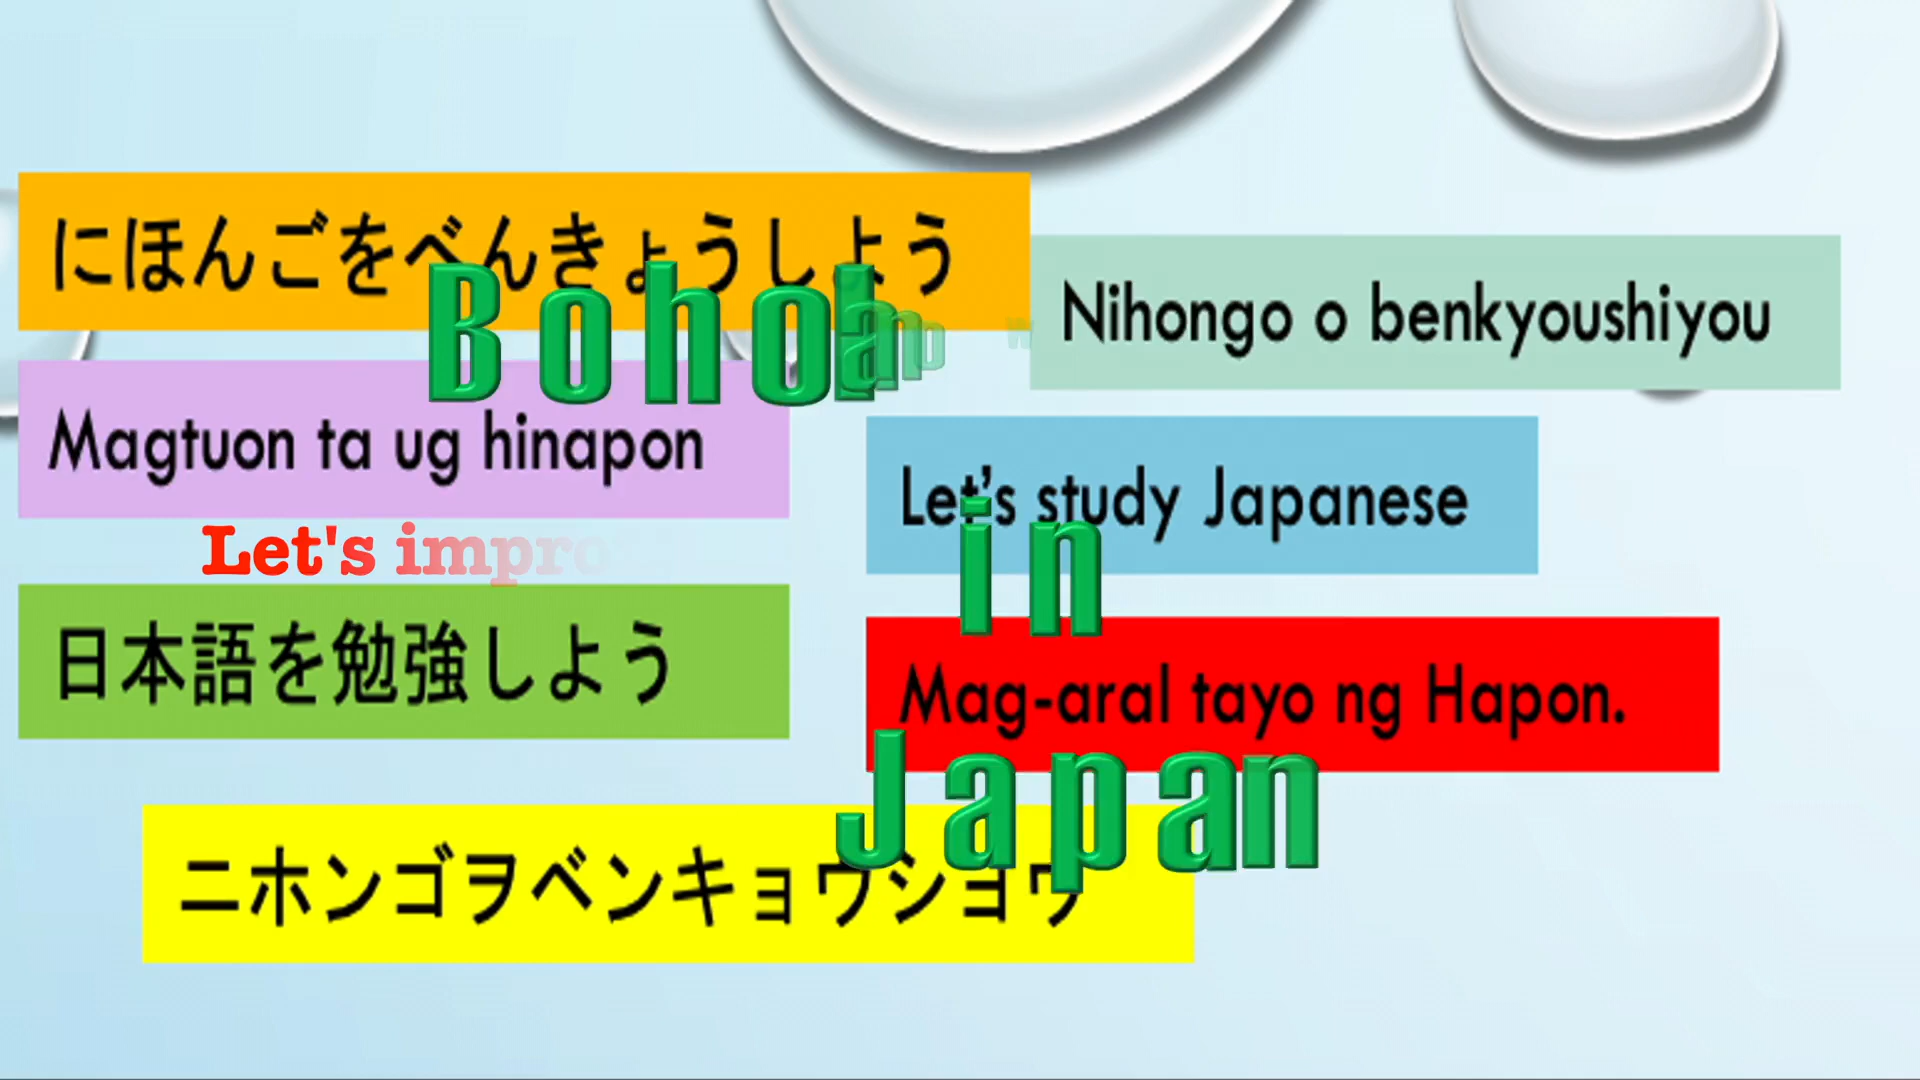 にほんごをべんきょうしよう
Nihongo o benkyoushiyou
Bohol
Magtuon ta ug hinapon
Let's study Japanese
Let's
in
日本語を勉強しよう
Mag-aral tayo ng Hapon.
Japan
ニホンゴヲベンキョウシヨウ